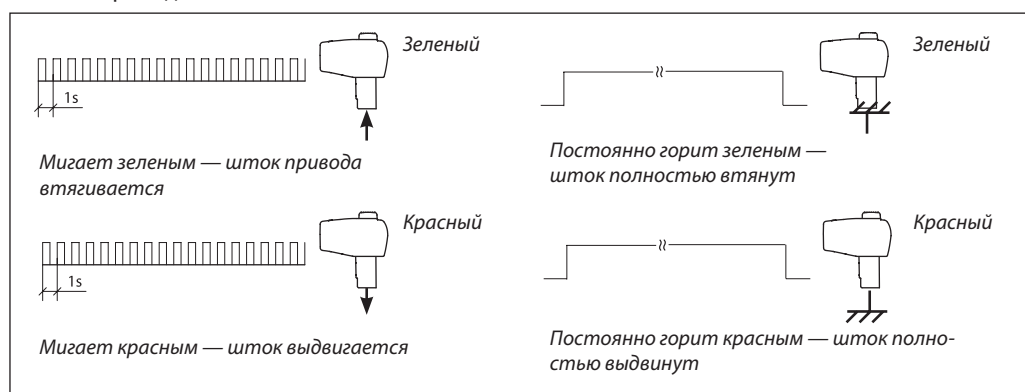 Зеленый
1s
Мигает зеленым — шток привода
втягивается
Зеленый
Постоянно горит зеленым —
шток полностью втянут
Красный
1s
Мигает красным — шток выдвигается
Красный
Постоянно горит красным — шток полно-
стью выдвинут